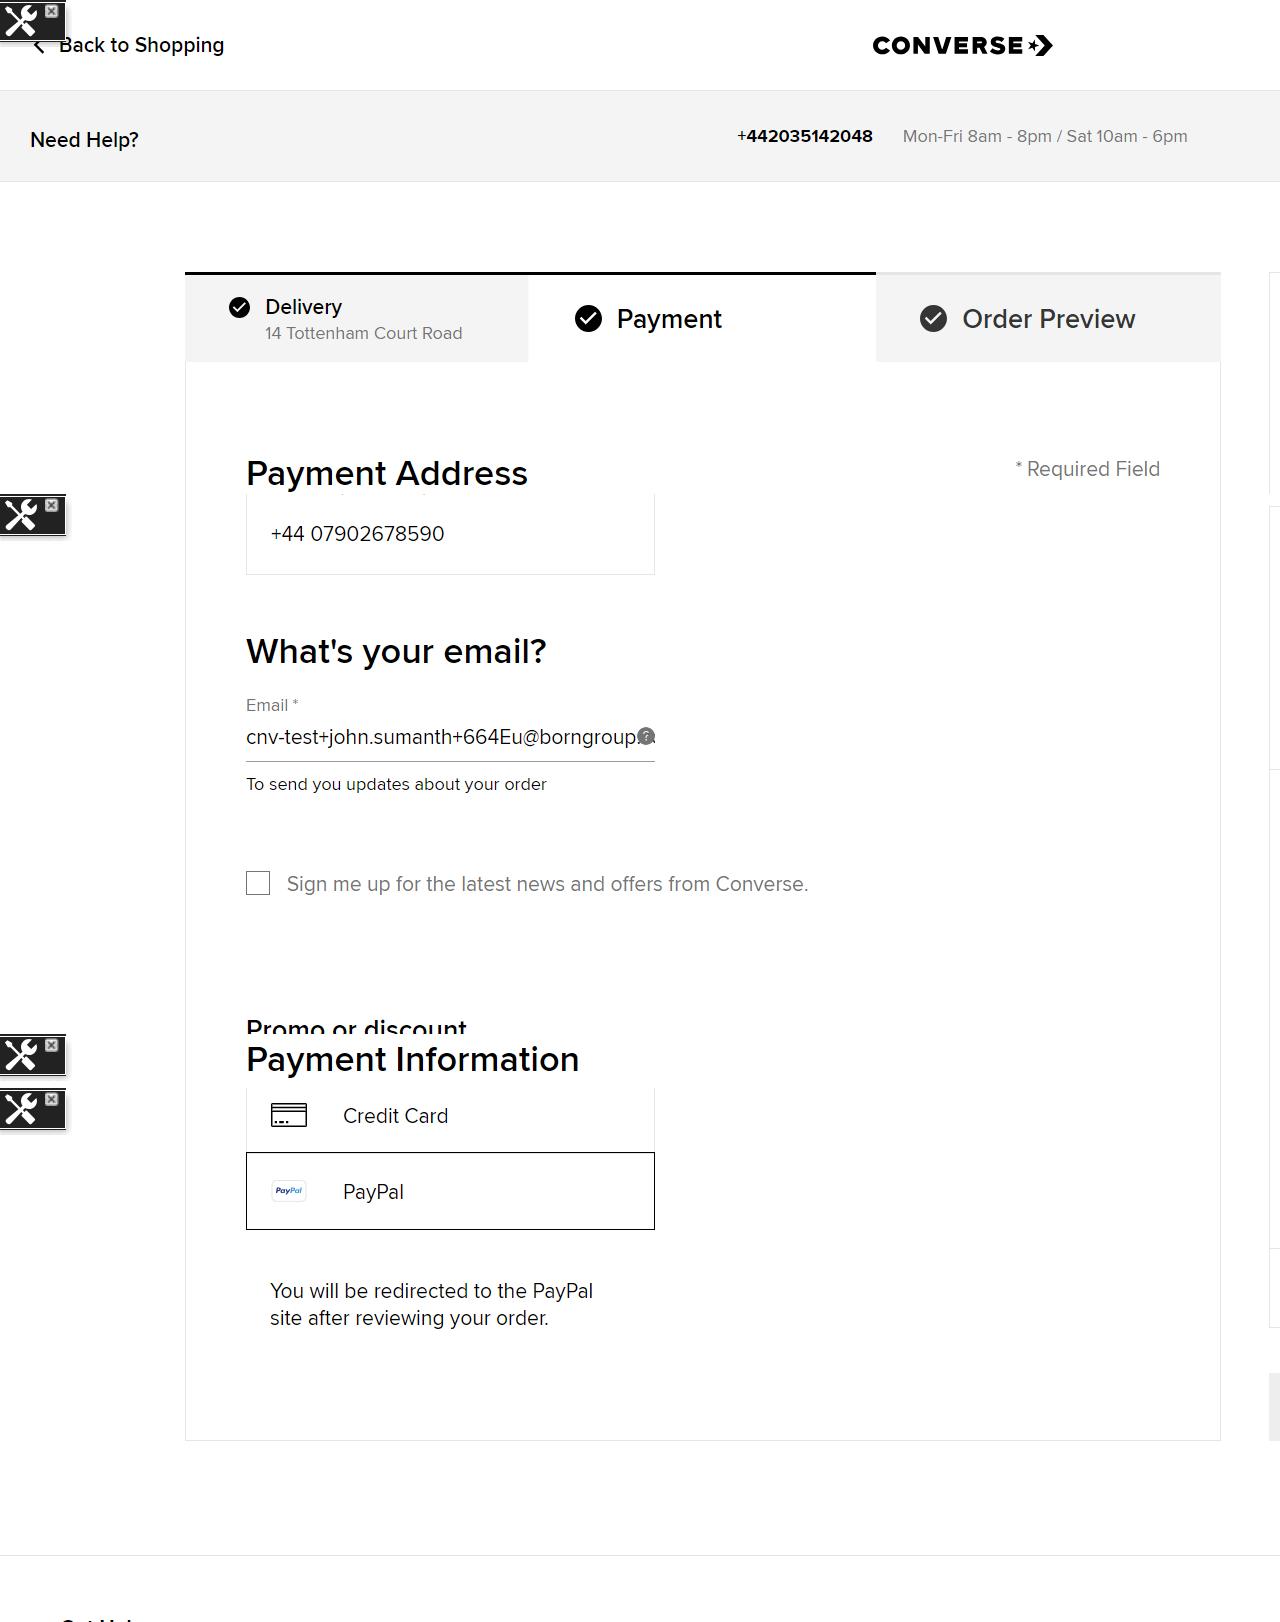 Back to Shopping
CONVERSE
Need Help?
+442035142048 Mon-Fri 8am - 8pm / Sat 10am - 6pm
Delivery
14 Tottenham Court Road
Payment
Order Preview
Payment Address
* Required Field
+44 07902678590
What's your email?
Email *
cnv-test+john.sumanth+664Eu@borngroup.
?
To send you updates about your order
Sign me up for the latest news and offers from Converse.
Promo or discount
Payment Information
Credit Card
PayPal PayPal
You will be redirected to the PayPal
site after reviewing your order.